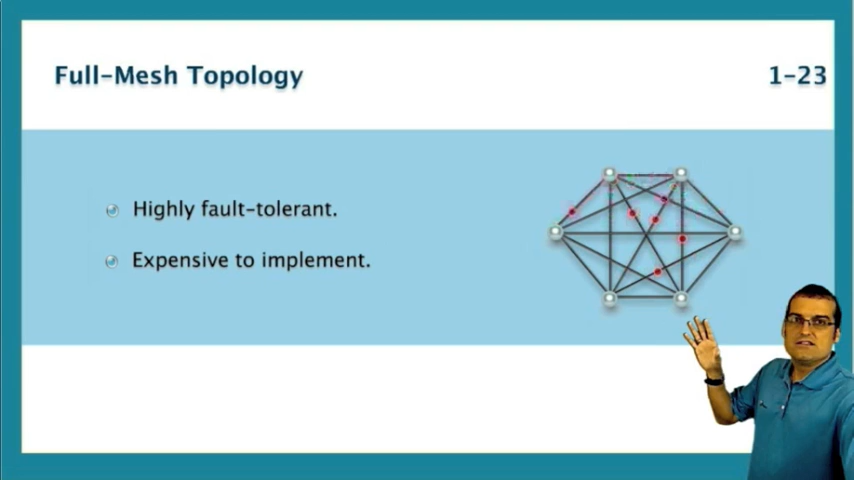 Full-Mesh Topology
1-23
Highly fault-tolerant.
Expensive to implement.